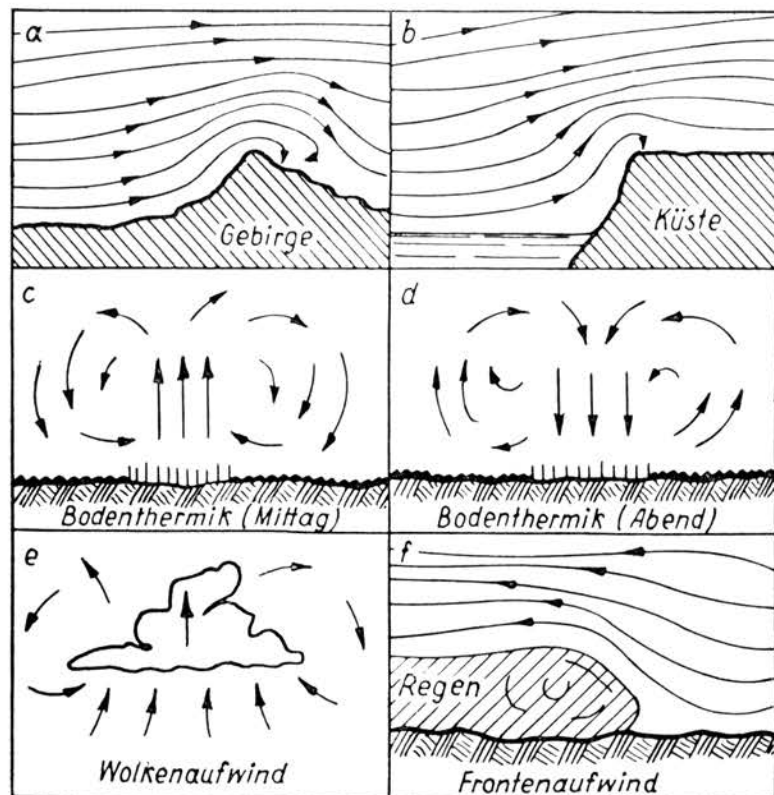 a
Gebirge
b
Küste
c
Bodenthermik (Mittag)
d
Bodenthermik (Abend)
e
Wolkenaufwind
f
Regen
Frontenaufwind